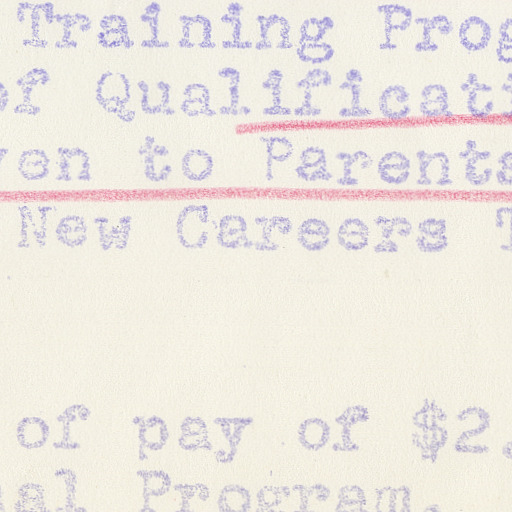 Training Prog
of Qualificati
ven to Parents
New Careers T
of pay of $2.
al Program.